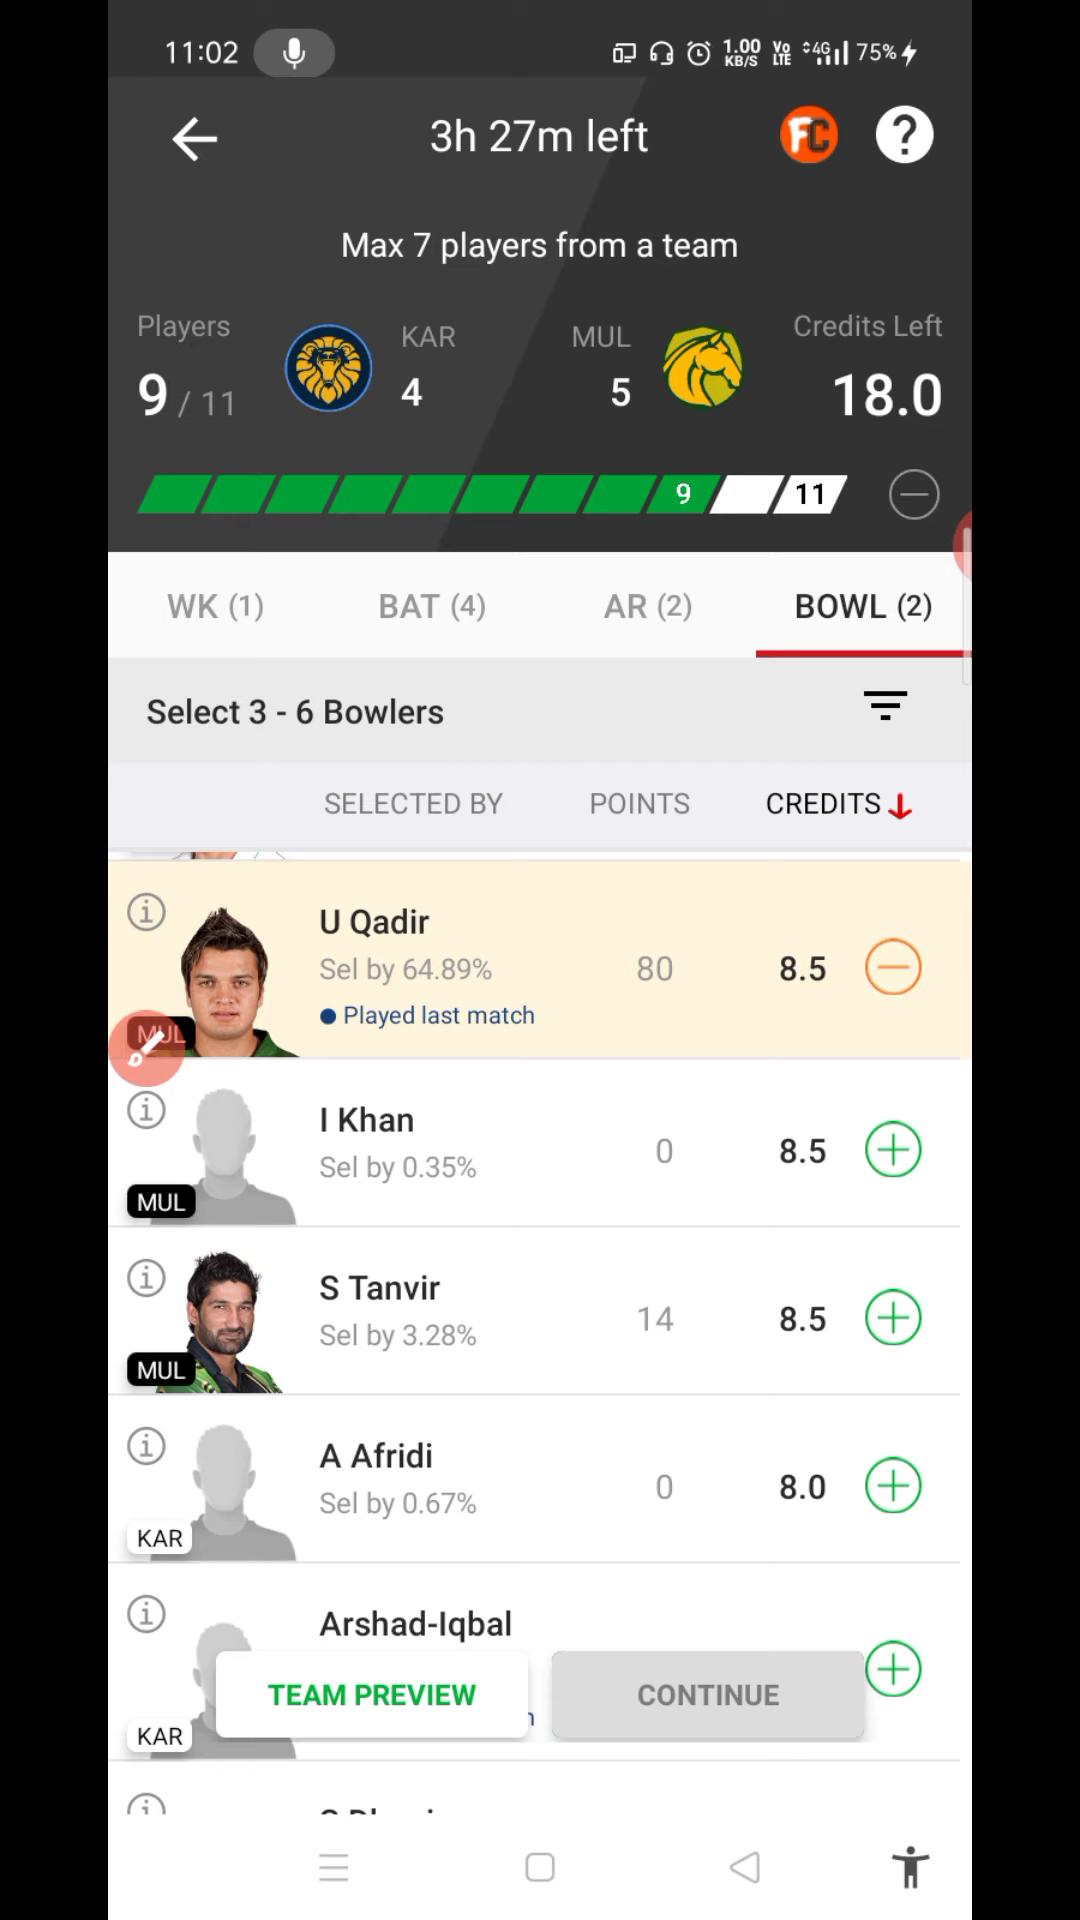 11:02
1.00 KB/S
Vo LTE
4G
75%
3h 27m left
FC
?
Max 7 players from a team
Players
KAR
MUL
Credits Left
9 / 11
4
5
18.0
9
11
WK (1)
BAT (4)
AR (2)
BOWL (2)
Select 3 - 6 Bowlers
SELECTED BY
POINTS
CREDITS
U Qadir
Sel by 64.89%
80
8.5
Played last match
MUL
I Khan
Sel by 0.35%
0
8.5
MUL
S Tanvir
Sel by 3.28%
14
8.5
MUL
A Afridi
Sel by 0.67%
0
8.0
KAR
Arshad-Iqbal
TEAM PREVIEW
CONTINUE
KAR